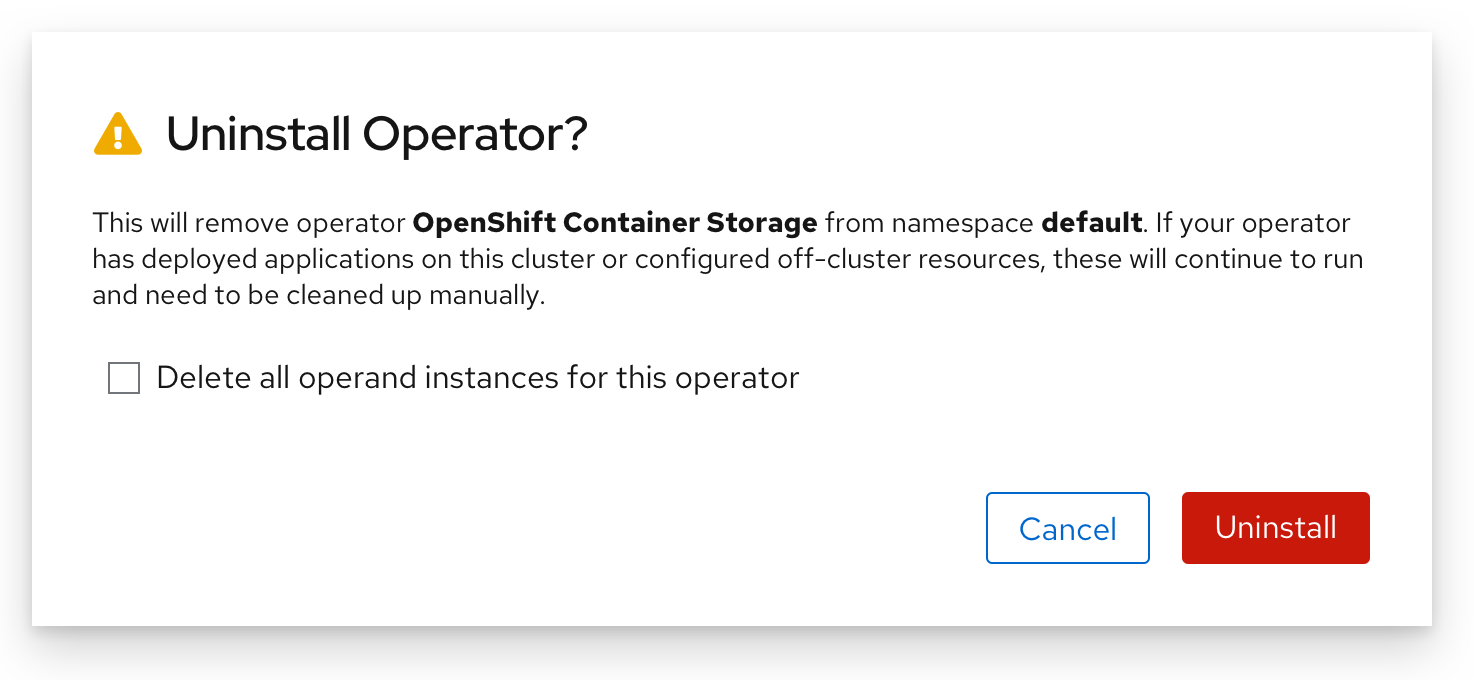 Uninstall Operator?
This will remove operator OpenShift Container Storage from namespace default. If your operator
has deployed applications on this cluster or configured off-cluster resources, these will continue to run
and need to be cleaned up manually.
Delete all operand instances for this operator
Cancel Uninstall